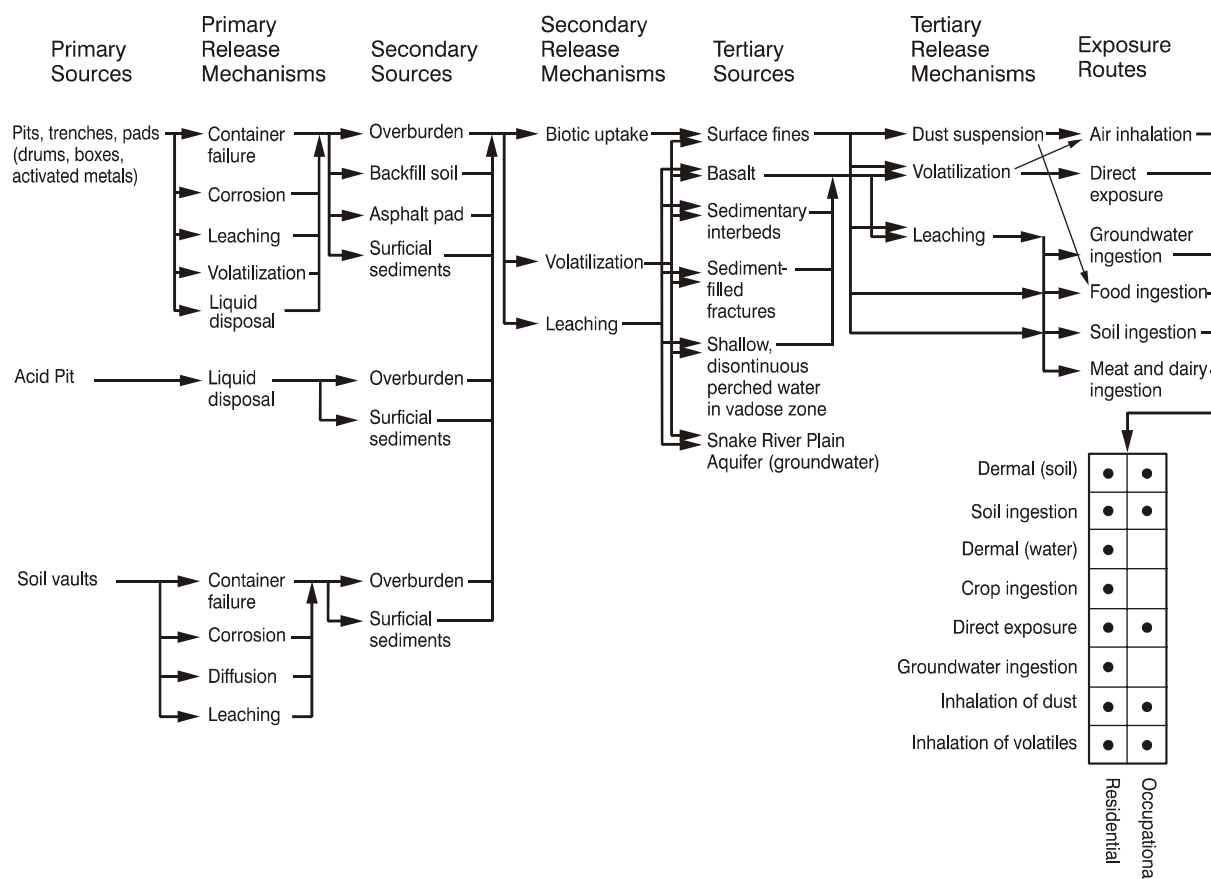 Primary
Sources
Primary
Release
Mechanisms
Secondary
Sources
Secondary
Release
Mechanisms
Tertiary
Sources
Tertiary
Release
Mechanisms
Exposure
Routes
Pits, trenches, pads
(drums, boxes,
activated metals)
Container
failure
Corrosion
Leaching
Volatilization
Liquid
disposal
Overburden
Backfill soil
Asphalt pad
Surficial
sediments
Biotic uptake
Volatilization
Leaching
Surface fines
Basalt
Sedimentary
interbeds
Sediment-
filled
fractures
Shallow,
disontinuous
perched water
in vadose zone
Snake River Plain
Aquifer (groundwater)
Dust suspension
Volatilization
Leaching
Air inhalation
Direct
exposure
Groundwater
ingestion
Food ingestion
Soil ingestion
Meat and dairy
ingestion
Acid Pit
Liquid
disposal
Overburden
Surficial
sediments
Soil vaults
Container
failure
Corrosion
Diffusion
Leaching
Overburden
Surficial
sediments
Dermal (soil)
Soil ingestion
Dermal (water)
Crop ingestion
Direct exposure
Groundwater ingestion
Inhalation of dust
Inhalation of volatiles
Residential
Occupationa